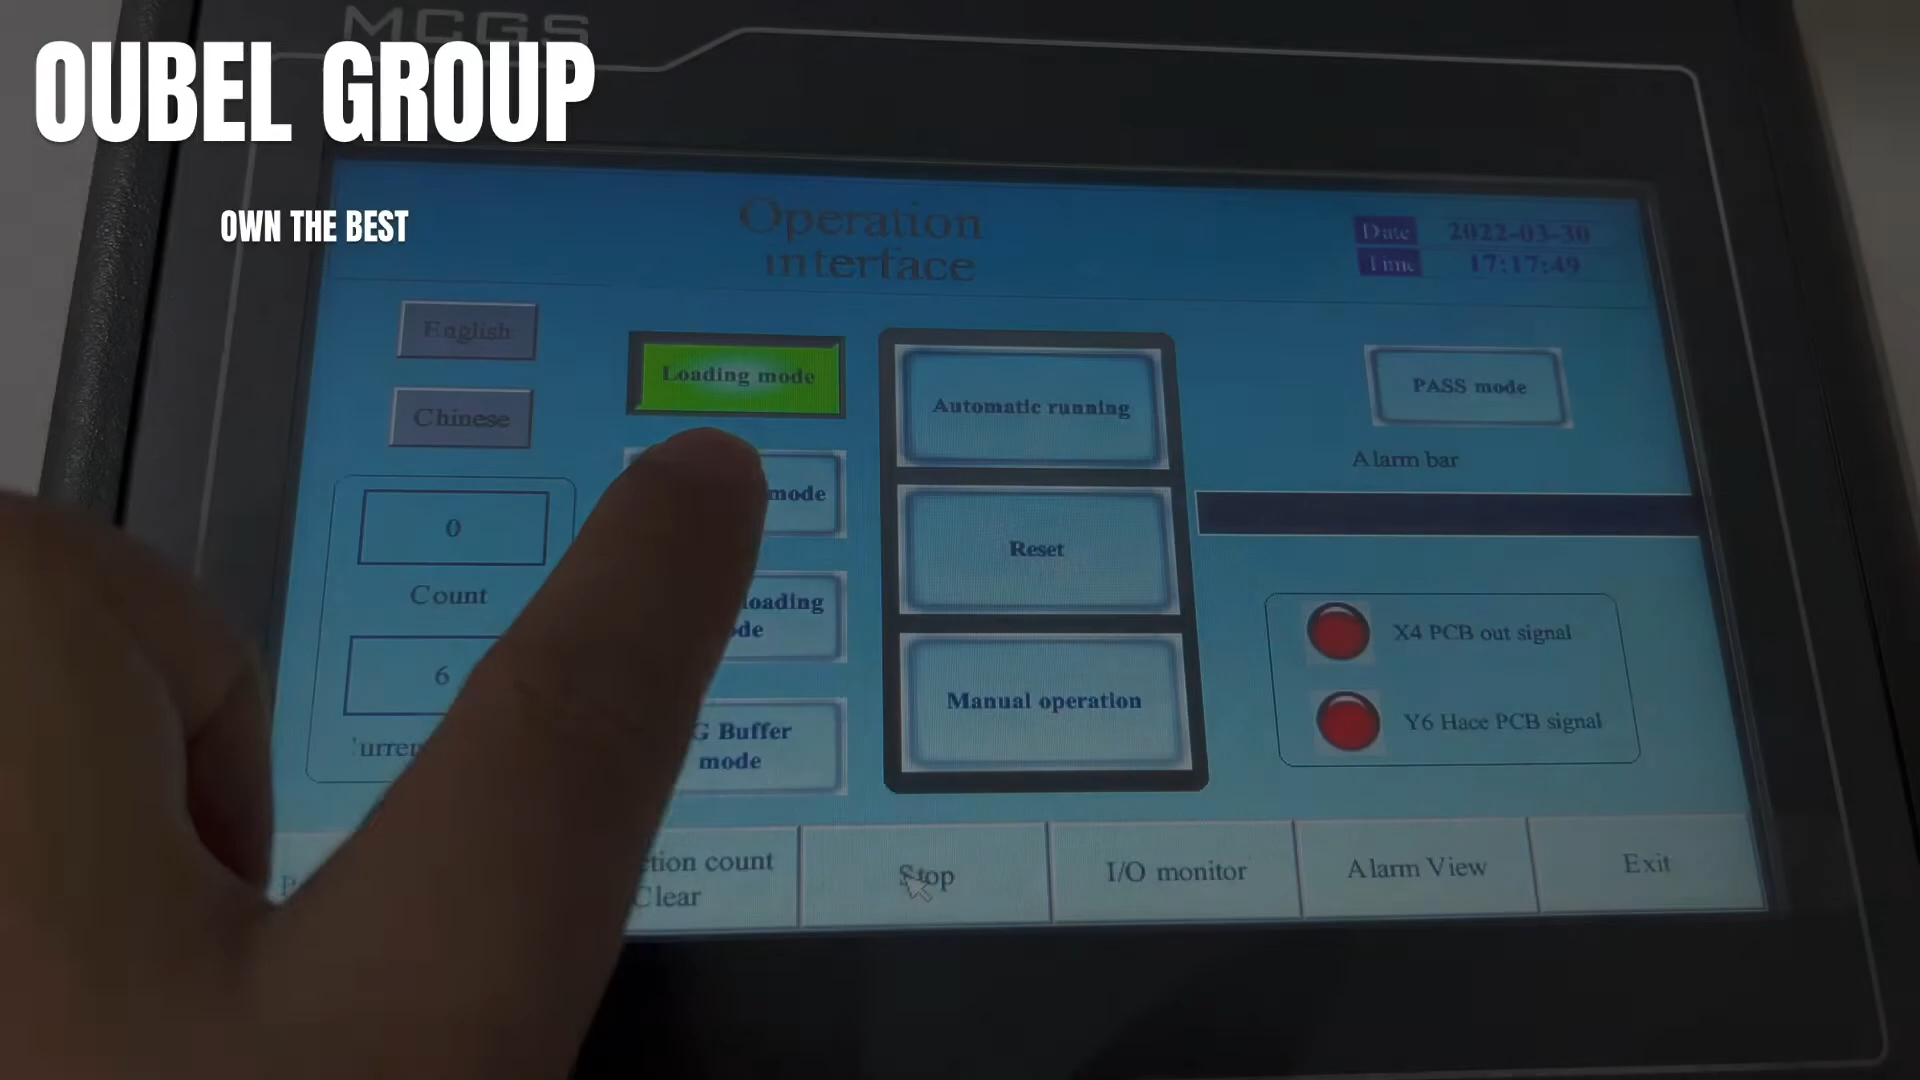 MCGS
OUBEL GROUP
OWN THE BEST
Operation
interface
Date 2022-03-30
Time 17:17:49
English
Chinese
Loading mode
mode
loading
G Buffer
mode
0
Count
6
Automatic running
Reset
Manual operation
PASS mode
Alarm bar
X4 PCB out signal
Y6 Hace PCB signal
tion count
Clear
Stop
I/O monitor
Alarm View
Exit